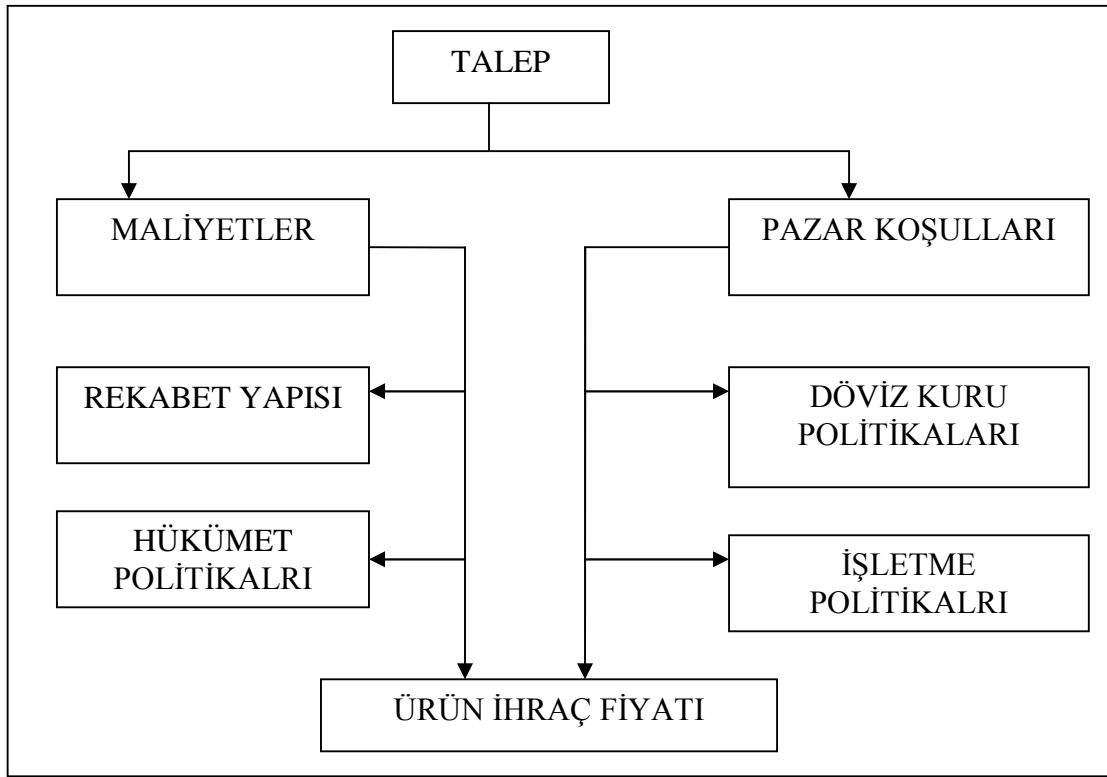 TALEP
MALİYETLER
PAZAR KOŞULLARI
REKABET YAPISI
DÖVİZ KURU
POLİTİKALARI
HÜKÜMET
POLİTİKALRI
İŞLETME
POLİTİKALRI
ÜRÜN İHRAÇ FİYATI